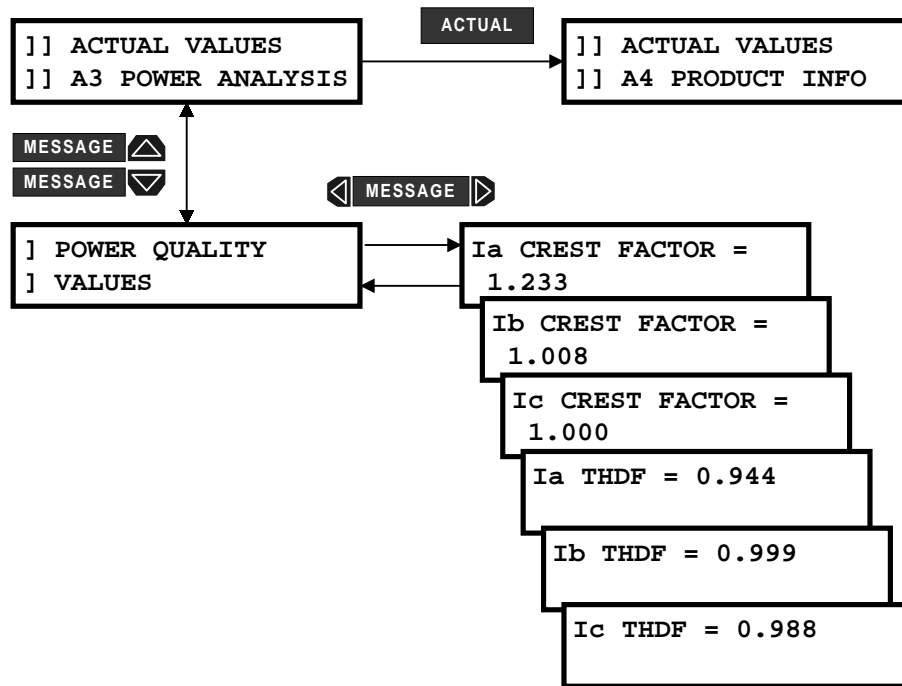 ACTUAL
]] ACTUAL VALUES
]] A3 POWER ANALYSIS
]] ACTUAL VALUES
]] A4 PRODUCT INFO
MESSAGE
MESSAGE
MESSAGE
] POWER QUALITY
] VALUES
Ia CREST FACTOR =
1.233
Ib CREST FACTOR =
1.008
Ic CREST FACTOR =
1.000
Ia THDF = 0.944
Ib THDF = 0.999
Ic THDF = 0.988